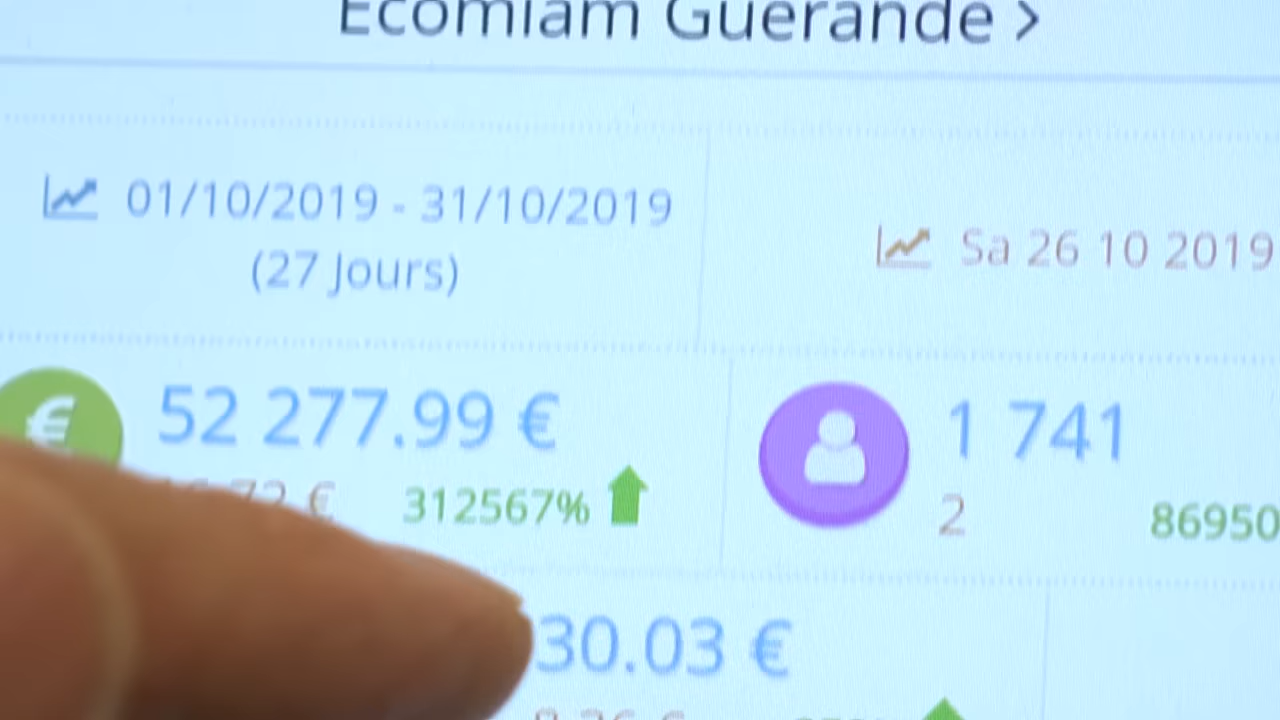 Ecomiam Guérande >
01/10/2019 - 31/10/2019
(27 Jours)
Sa 26 10 2019
€ 52 277.99 €
1 741
€ 312567%
2 86950
30.03 €